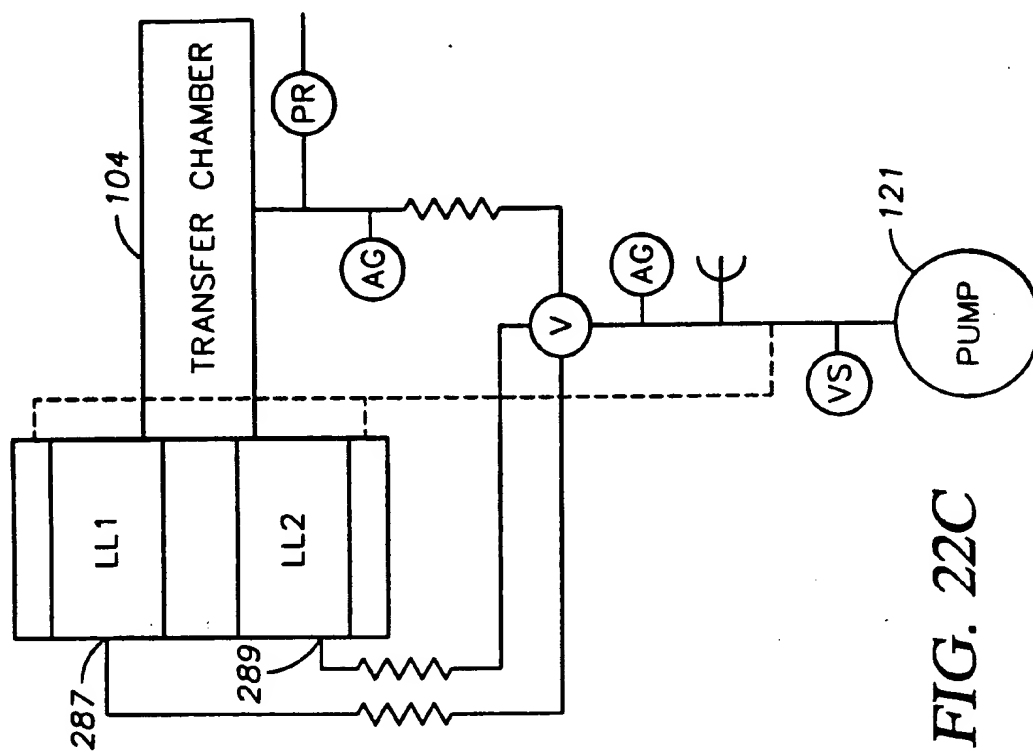 104
TRANSFER CHAMBER
PR
LL1
LL2
AG
287
289
V
AG
VS
121
PUMP
FIG. 22C